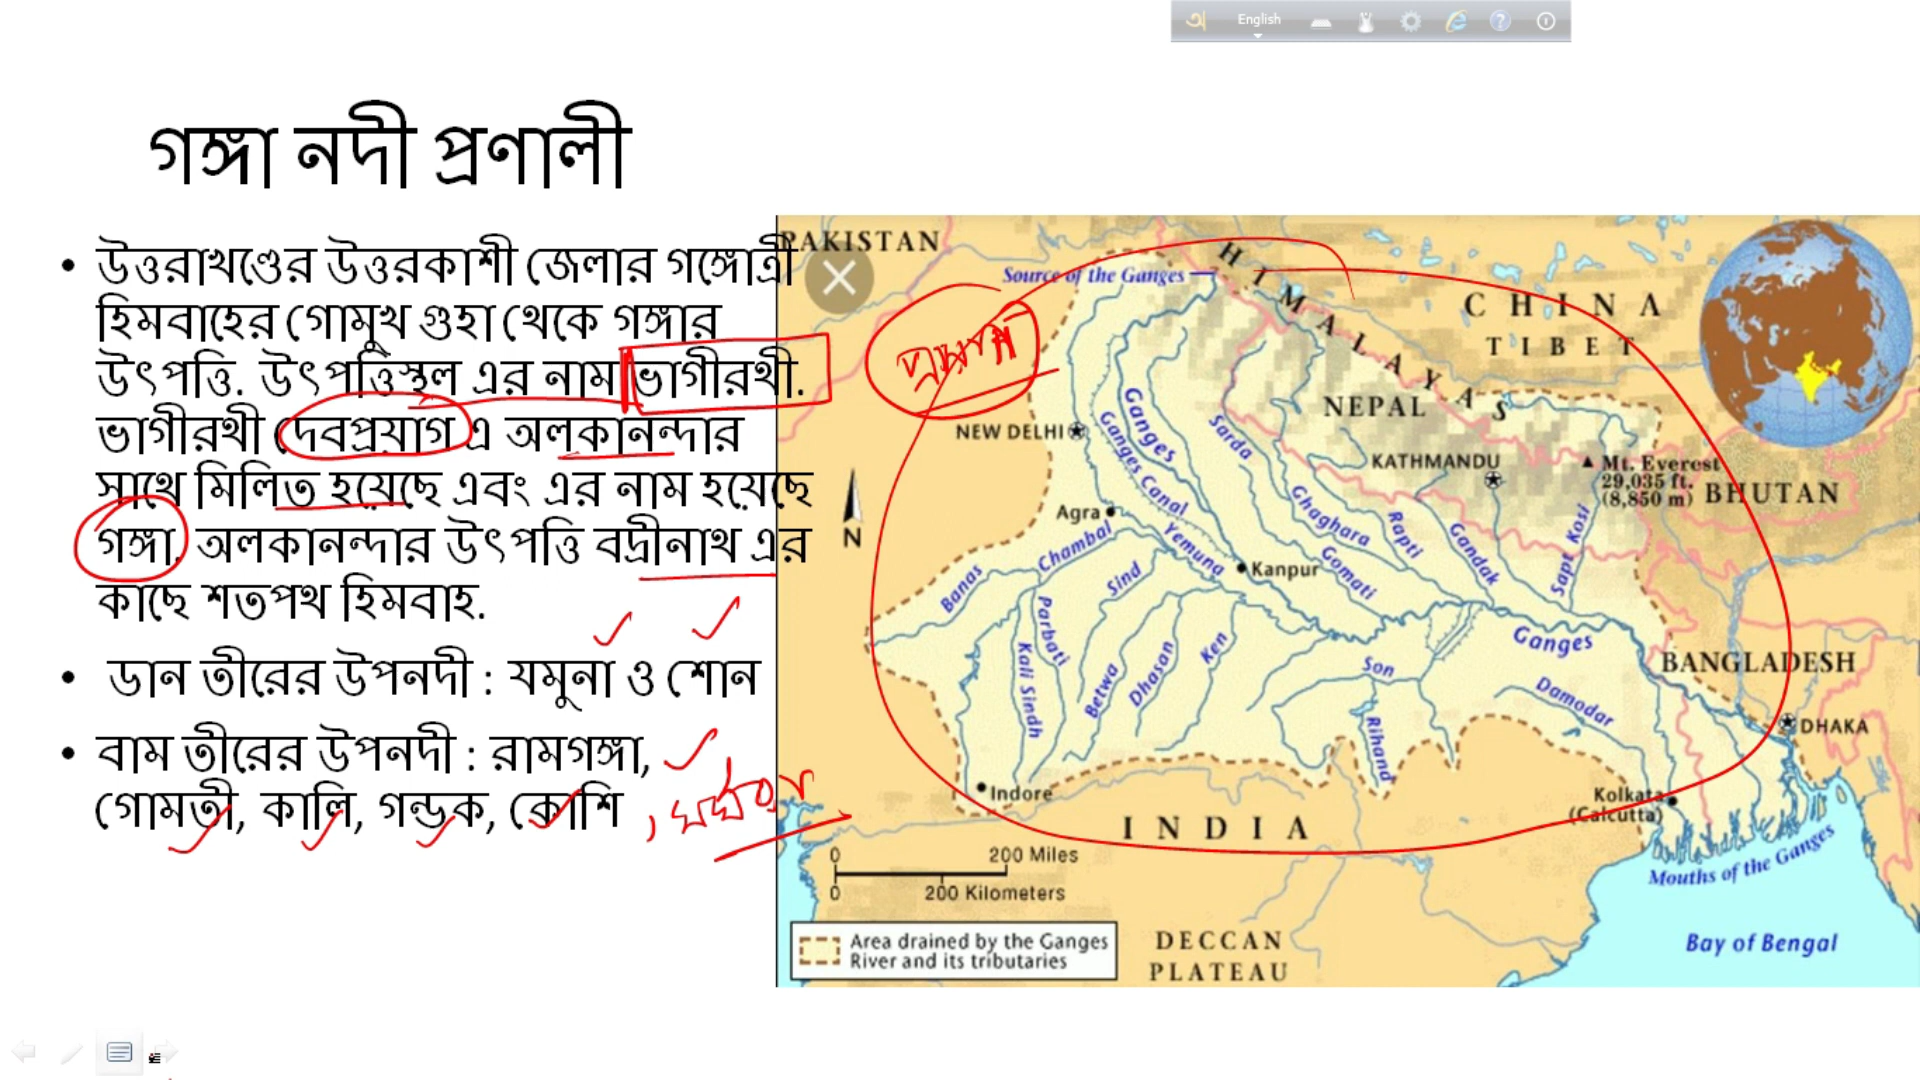 English
গঙ্গা নদী প্রণালী
• উত্তরাখণ্ডের উত্তরকাশী জেলার গঙ্গোত্রী
হিমবাহের গোমুখ গুহা থেকে গঙ্গার
উৎপত্তি. উৎপত্তিস্থল এর নাম ভাগীরথী.
ভাগীরথী দেবপ্রয়াগ এ অলকানন্দার
সাথে মিলিত হয়েছে এবং এর নাম হয়েছে
গঙ্গা. অলকানন্দার উৎপত্তি বদ্রীনাথ এর
কাছে শতপথ হিমবাহ.
• ডান তীরের উপনদী : যমুনা ও শোন
• বাম তীরের উপনদী : রামগঙ্গা,
গোমতী, কালি, গন্ডক, কোশি
, ঘর্ঘরা
PAKISTAN
Source of the Ganges
HIMALAYAS
CHINA
TIBET
NEPAL
NEW DELHI
Ganges
Ganges Canal
Sarda
KATHMANDU
Mt. Everest
29,035 ft.
(8,850 m)
BHUTAN
N
Agra
Chambal
Yemuna
Ghaghara
Rapti
Gandak
Sapt Kosi
Banas
Sind
Kanpur
Gomati
Parbati
Kali Sindh
Betwa
Dhasan
Ken
Son
Ganges
BANGLADESH
Damodar
Rihand
DHAKA
Indore
Kolkata
(Calcutta)
INDIA
Mouths of the Ganges
0 200 Miles
0 200 Kilometers
Area drained by the Ganges
River and its tributaries
DECCAN
PLATEAU
Bay of Bengal